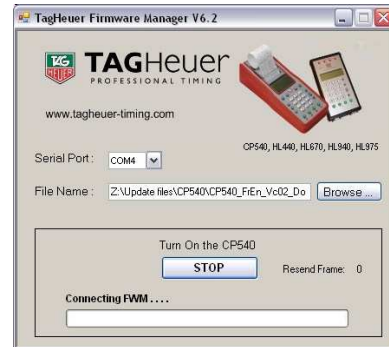 TagHeuer Firmware Manager V6.2
TAG
HEUER
TAGHeuer
PROFESSIONAL TIMING
www.tagheuer-timing.com
CP540, HL440, HL670, HL940, HL975
Serial Port: COM4
File Name: Z:\Update files\CP540\CP540_FrEn_Vc02_Do Browse ...
Turn On the CP540
STOP Resend Frame: 0
Connecting FWM....